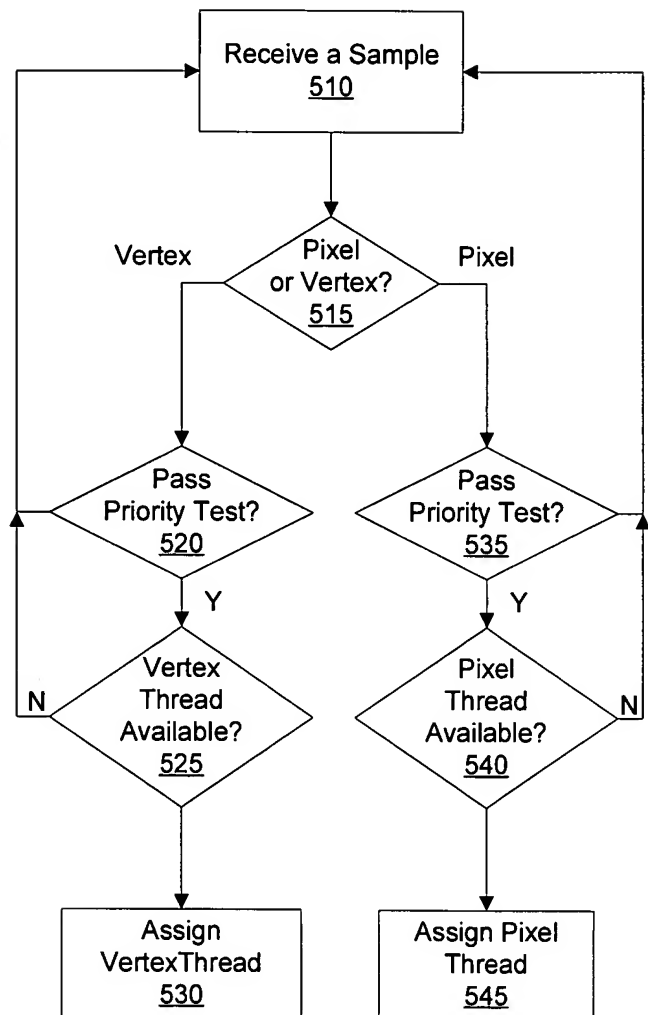 Receive a Sample
510
Vertex
Pixel
or Vertex?
515
Pixel
Pass
Priority Test?
520
Pass
Priority Test?
535
Y
Y
N
Vertex
Thread
Available?
525
Pixel
Thread
Available?
540
N
Assign
VertexThread
530
Assign Pixel
Thread
545